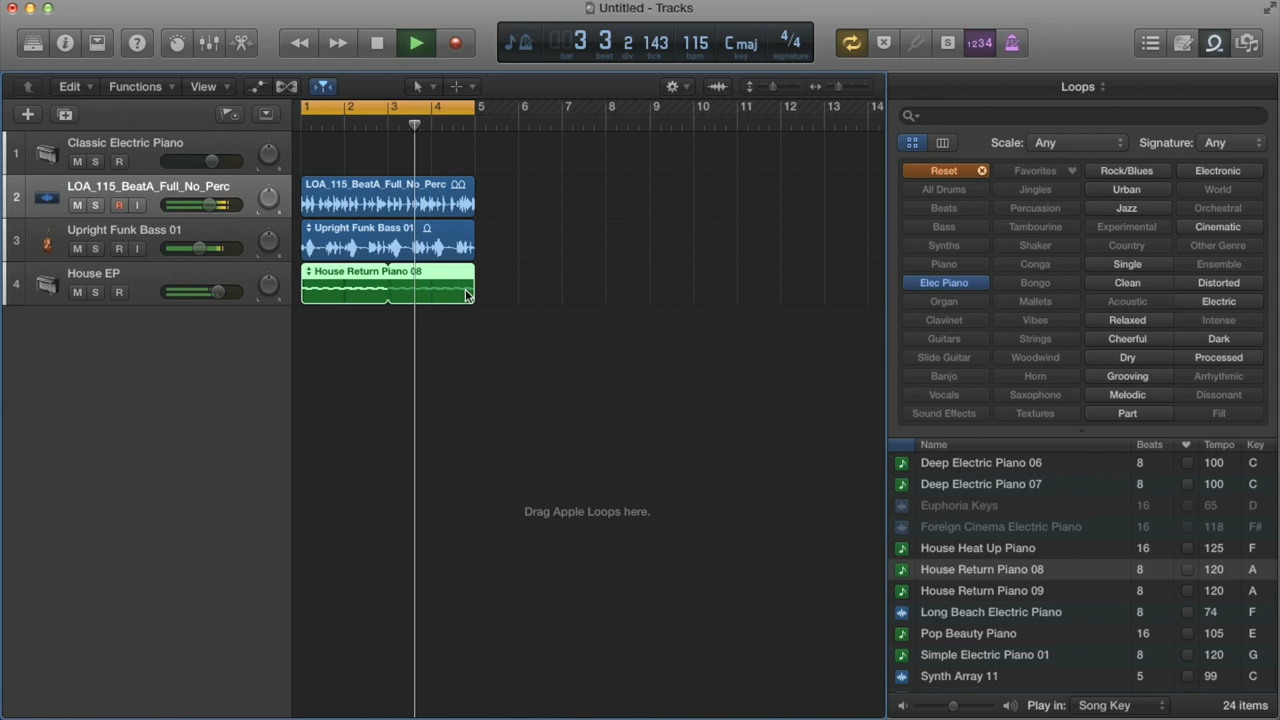 Untitled - Tracks
3 3 2 143 115 C maj 4/4
bar beat div tick bpm key signature
S 1234
Edit Functions View
1 2 3 4 5 6 7 8 9 10 11 12 13 14
1 Classic Electric Piano
M S R L R
2 LOA_115_BeatA_Full_No_Perc
M S R I L R
LOA_115_BeatA_Full_No_Perc
3 Upright Funk Bass 01
M S R I L R
Upright Funk Bass 01
4 House EP
M S R L R
House Return Piano 08
Drag Apple Loops here.
Loops
Scale: Any Signature: Any
Reset Favorites Rock/Blues Electronic
All Drums Jingles Urban World
Beats Percussion Jazz Orchestral
Bass Tambourine Experimental Cinematic
Synths Shaker Country Other Genre
Piano Conga Single Ensemble
Elec Piano Bongo Clean Distorted
Organ Mallets Acoustic Electric
Clavinet Vibes Relaxed Intense
Guitars Strings Cheerful Dark
Slide Guitar Woodwind Dry Processed
Banjo Horn Grooving Arrhythmic
Vocals Saxophone Melodic Dissonant
Sound Effects Textures Part Fill
Name Beats Tempo Key
Deep Electric Piano 06 8 100 C
Deep Electric Piano 07 8 100 C
Euphoria Keys 16 65 D
Foreign Cinema Electric Piano 16 118 F#
House Heat Up Piano 16 125 F
House Return Piano 08 8 120 A
House Return Piano 09 8 120 A
Long Beach Electric Piano 8 74 F
Pop Beauty Piano 16 105 E
Simple Electric Piano 01 8 120 G
Synth Array 11 5 99 C
Play in: Song Key 24 items